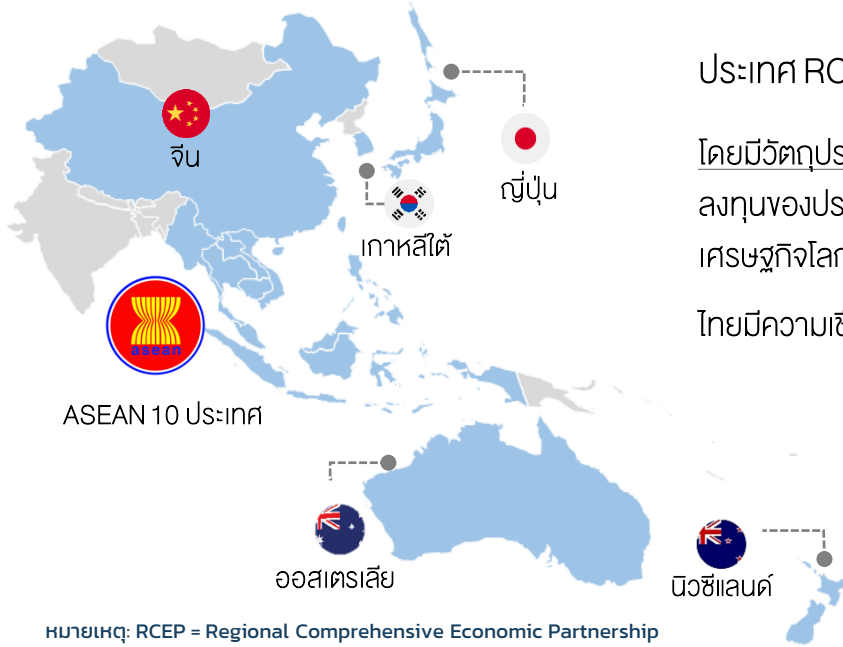 ประเทศ RC
จีน
โดยมีวัตถุปร
ญี่ปุ่น
ลงทุนของประ
เกาหลีใต้
เศรษฐกิจโลก
ไทยมีความเชื
asean
ASEAN 10 ประเทศ
ออสเตรเลีย
นิวซีแลนด์
หมายเหตุ: RCEP = Regional Comprehensive Economic Partnership